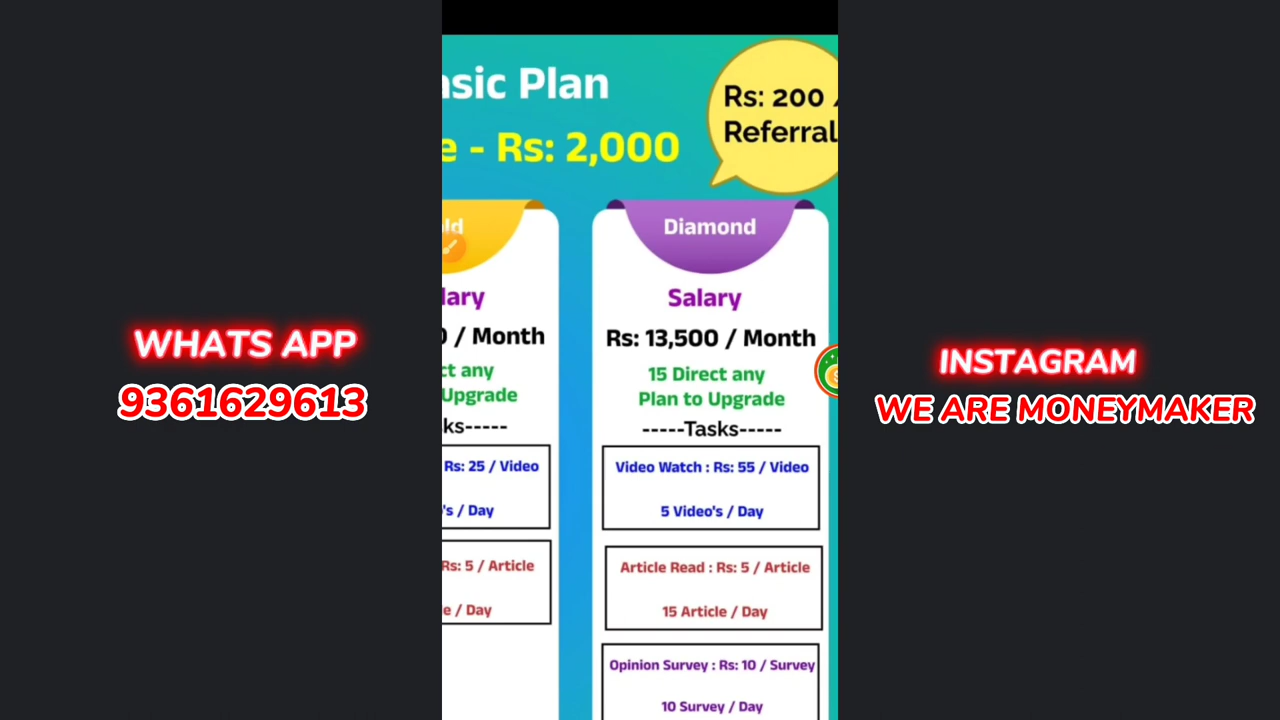 WHATS APP
9361629613
asic Plan
e - Rs: 2,000
Rs: 200
Referral
ld
lary
0 / Month
ct any
Upgrade
ks-----
Rs: 25 / Video
's / Day
Rs: 5 / Article
e / Day
Diamond
Salary
Rs: 13,500 / Month
15 Direct any
Plan to Upgrade
-----Tasks-----
Video Watch : Rs: 55 / Video
5 Video's / Day
Article Read : Rs: 5 / Article
15 Article / Day
Opinion Survey : Rs: 10 / Survey
10 Survey / Day
INSTAGRAM
WE ARE MONEYMAKER